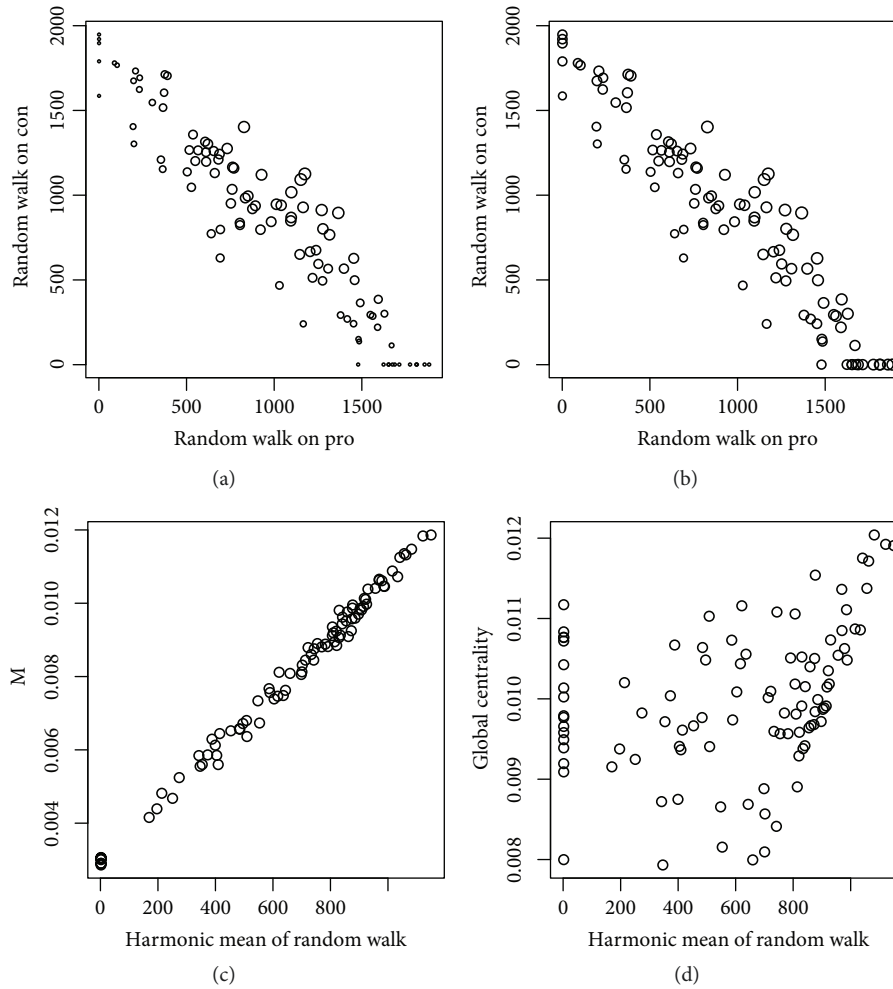 2000
1500
1000
500
0
Random walk on con
0 500 1000 1500
Random walk on pro
(a)
2000
1500
1000
500
0
Random walk on con
0 500 1000 1500
Random walk on pro
(b)
0.012
0.010
0.008
0.006
0.004
M
0 200 400 600 800
Harmonic mean of random walk
(c)
0.012
0.011
0.010
0.009
0.008
Global centrality
0 200 400 600 800
Harmonic mean of random walk
(d)